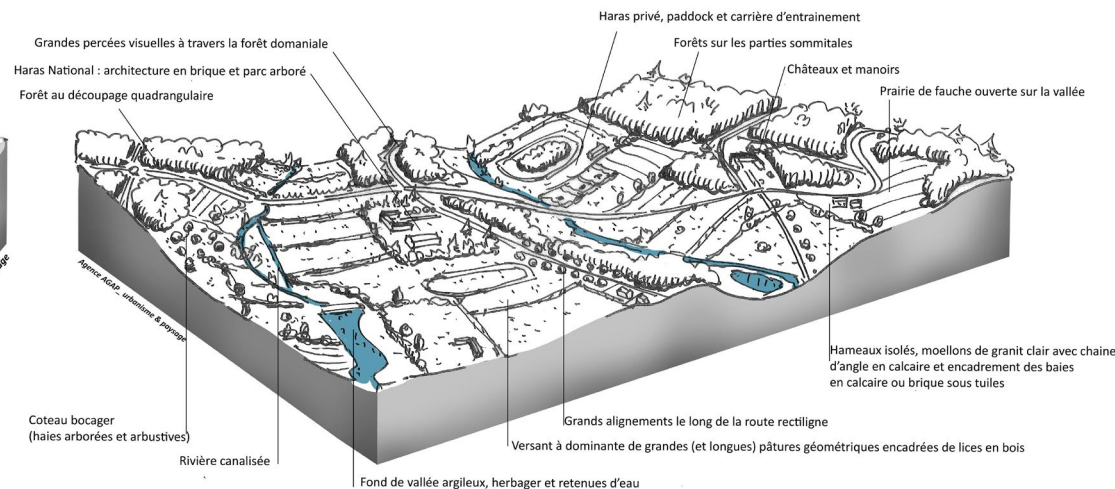 Haras privé, paddock et carrière d'entrainement
Grandes percées visuelles à travers la forêt domaniale
Forêts sur les parties sommitales
Haras National : architecture en brique et parc arboré
Châteaux et manoirs
Forêt au découpage quadrangulaire
Prairie de fauche ouverte sur la vallée
Agence AGAP_ urbanisme & paysage
Hameaux isolés, moellons de granit clair avec chaine
d'angle en calcaire et encadrement des baies
en calcaire ou brique sous tuiles
Coteau bocager
(haies arborées et arbustives)
Grands alignements le long de la route rectiligne
Versant à dominante de grandes (et longues) pâtures géométriques encadrées de lices en bois
Rivière canalisée
Fond de vallée argileux, herbager et retenues d'eau